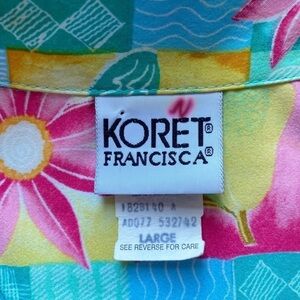 N
KORET®
FRANCISCA®
1828140 A
AD077 532742
LARGE
SEE REVERSE FOR CARE